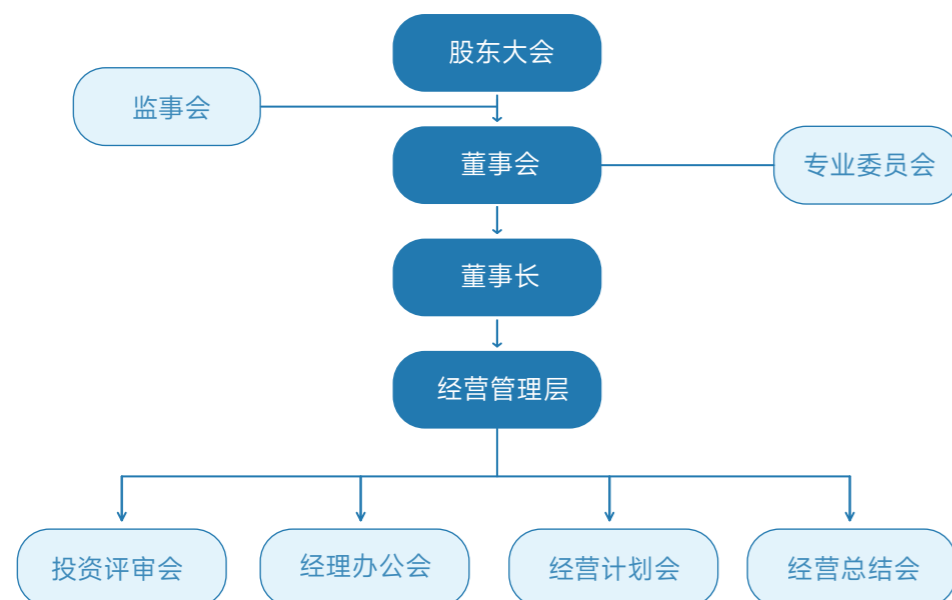 股东大会
监事会
董事会
专业委员会
董事长
经营管理层
投资评审会
经理办公会
经营计划会
经营总结会